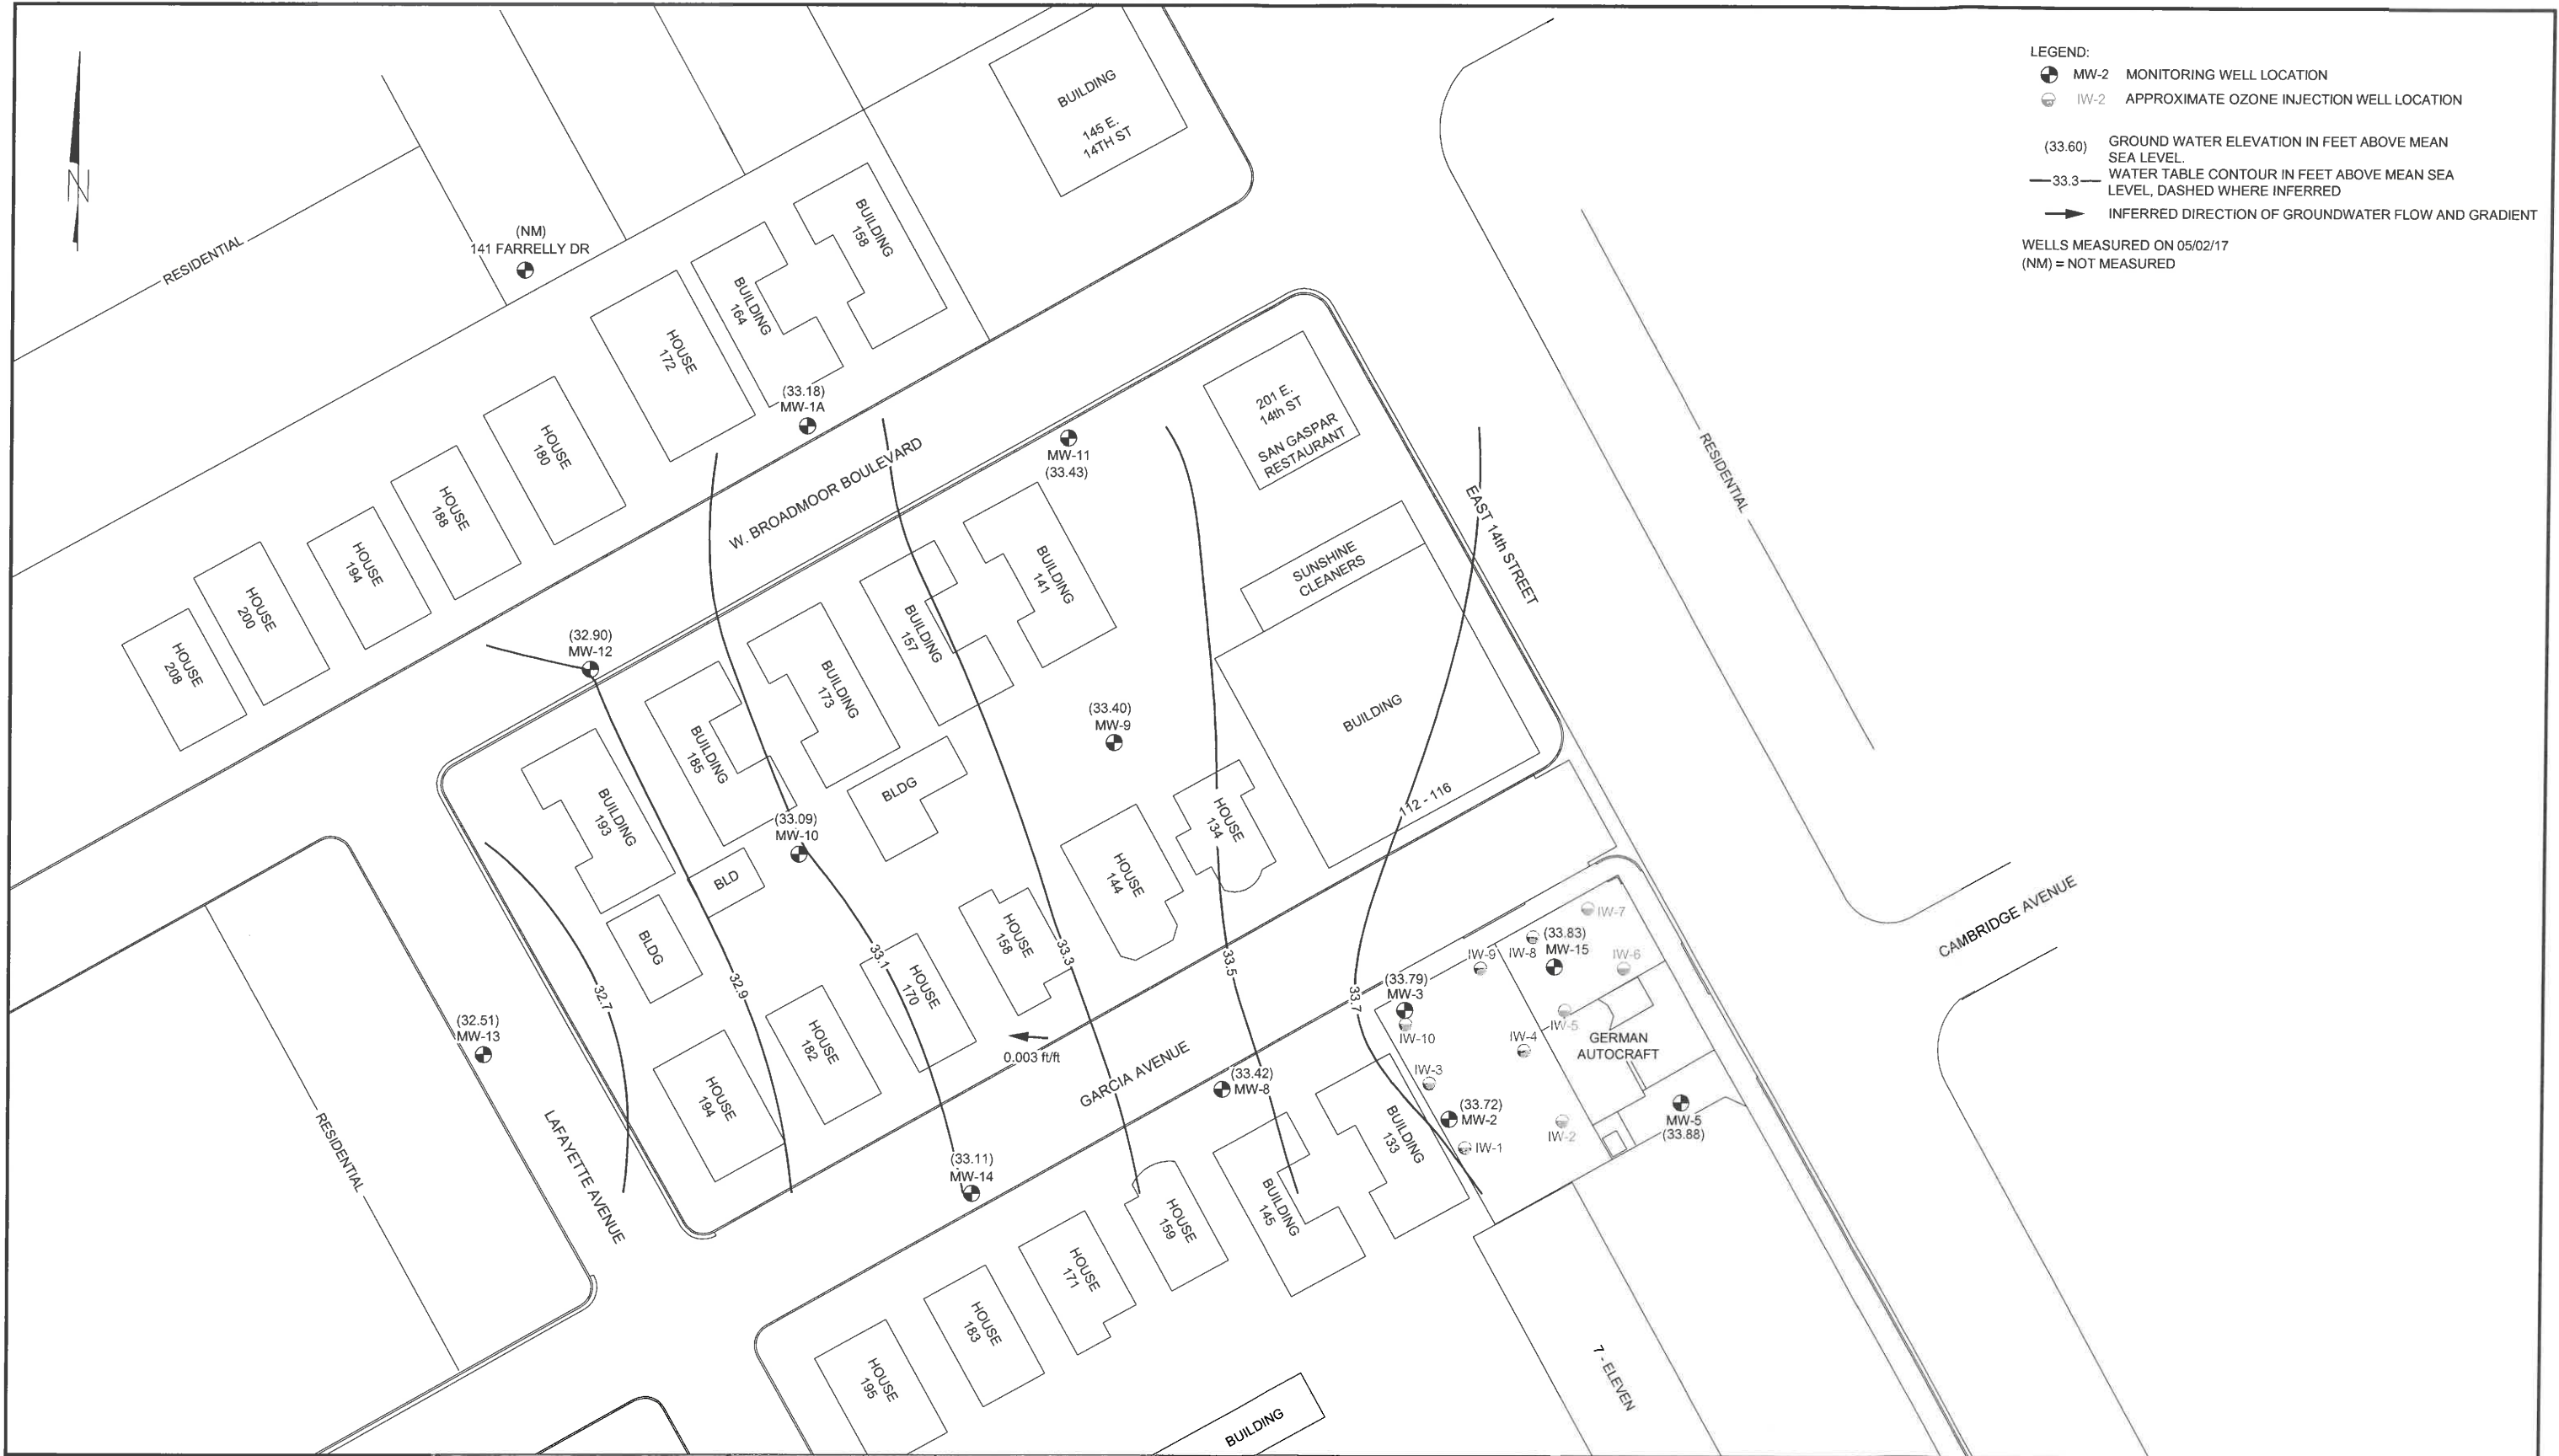 LEGEND:
MW-2 MONITORING WELL LOCATION
IW-2 APPROXIMATE OZONE INJECTION WELL LOCATION
(33.60) GROUND WATER ELEVATION IN FEET ABOVE MEAN
SEA LEVEL.
33.3 WATER TABLE CONTOUR IN FEET ABOVE MEAN SEA
LEVEL, DASHED WHERE INFERRED
INFERRED DIRECTION OF GROUNDWATER FLOW AND GRADIENT
WELLS MEASURED ON 05/02/17
(NM) = NOT MEASURED
N
BUILDING
145 E.
14TH ST
RESIDENTIAL
(NM)
141 FARRELLY DR
BUILDING
158
BUILDING
164
HOUSE
172
HOUSE
180
HOUSE
188
HOUSE
194
HOUSE
200
HOUSE
208
(33.18)
MW-1A
W. BROADMOOR BOULEVARD
MW-11
(33.43)
201 E.
14th ST
SAN GASPAR
RESTAURANT
EAST 14th STREET
RESIDENTIAL
SUNSHINE
CLEANERS
BUILDING
112 - 116
BUILDING
141
BUILDING
157
BUILDING
173
BUILDING
185
BUILDING
193
(32.90)
MW-12
(33.40)
MW-9
(33.09)
MW-10
BLDG
BLD
BLDG
HOUSE
134
HOUSE
144
HOUSE
158
HOUSE
170
HOUSE
182
HOUSE
194
32.7
32.9
33.1
33.3
33.5
33.7
(32.51)
MW-13
RESIDENTIAL
LAFAYETTE AVENUE
0.003 ft/ft
GARCIA AVENUE
(33.42)
MW-8
(33.11)
MW-14
(33.79)
MW-3
IW-10
IW-9
IW-8
(33.83)
MW-15
IW-7
IW-6
IW-5
IW-4
IW-3
GERMAN
AUTOCRAFT
(33.72)
MW-2
IW-1
IW-2
MW-5
(33.88)
CAMBRIDGE AVENUE
BUILDING
133
BUILDING
145
HOUSE
159
HOUSE
171
HOUSE
183
HOUSE
195
BUILDING
7 - ELEVEN